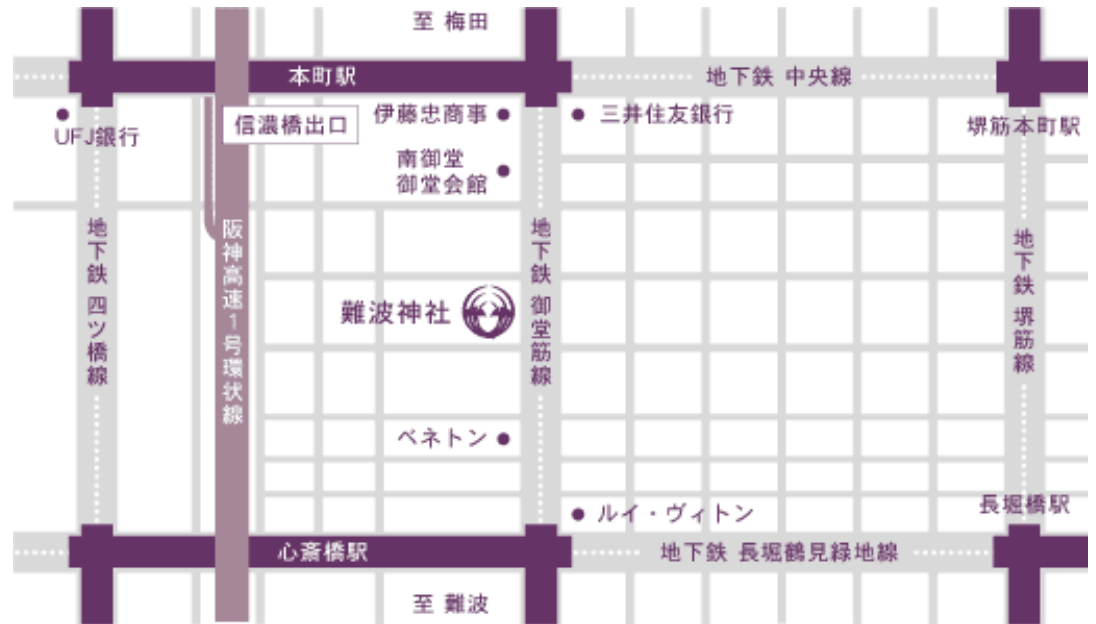 至 梅田
本町駅
地下鉄 中央線
UFJ銀行
信濃橋出口
伊藤忠商事
三井住友銀行
堺筋本町駅
南御堂
御堂会館
地下鉄 四ツ橋線
阪神高速1号環状線
難波神社
地下鉄 御堂筋線
地下鉄 堺筋線
ベネトン
ルイ・ヴィトン
長堀橋駅
心斎橋駅
地下鉄 長堀鶴見緑地線
至 難波